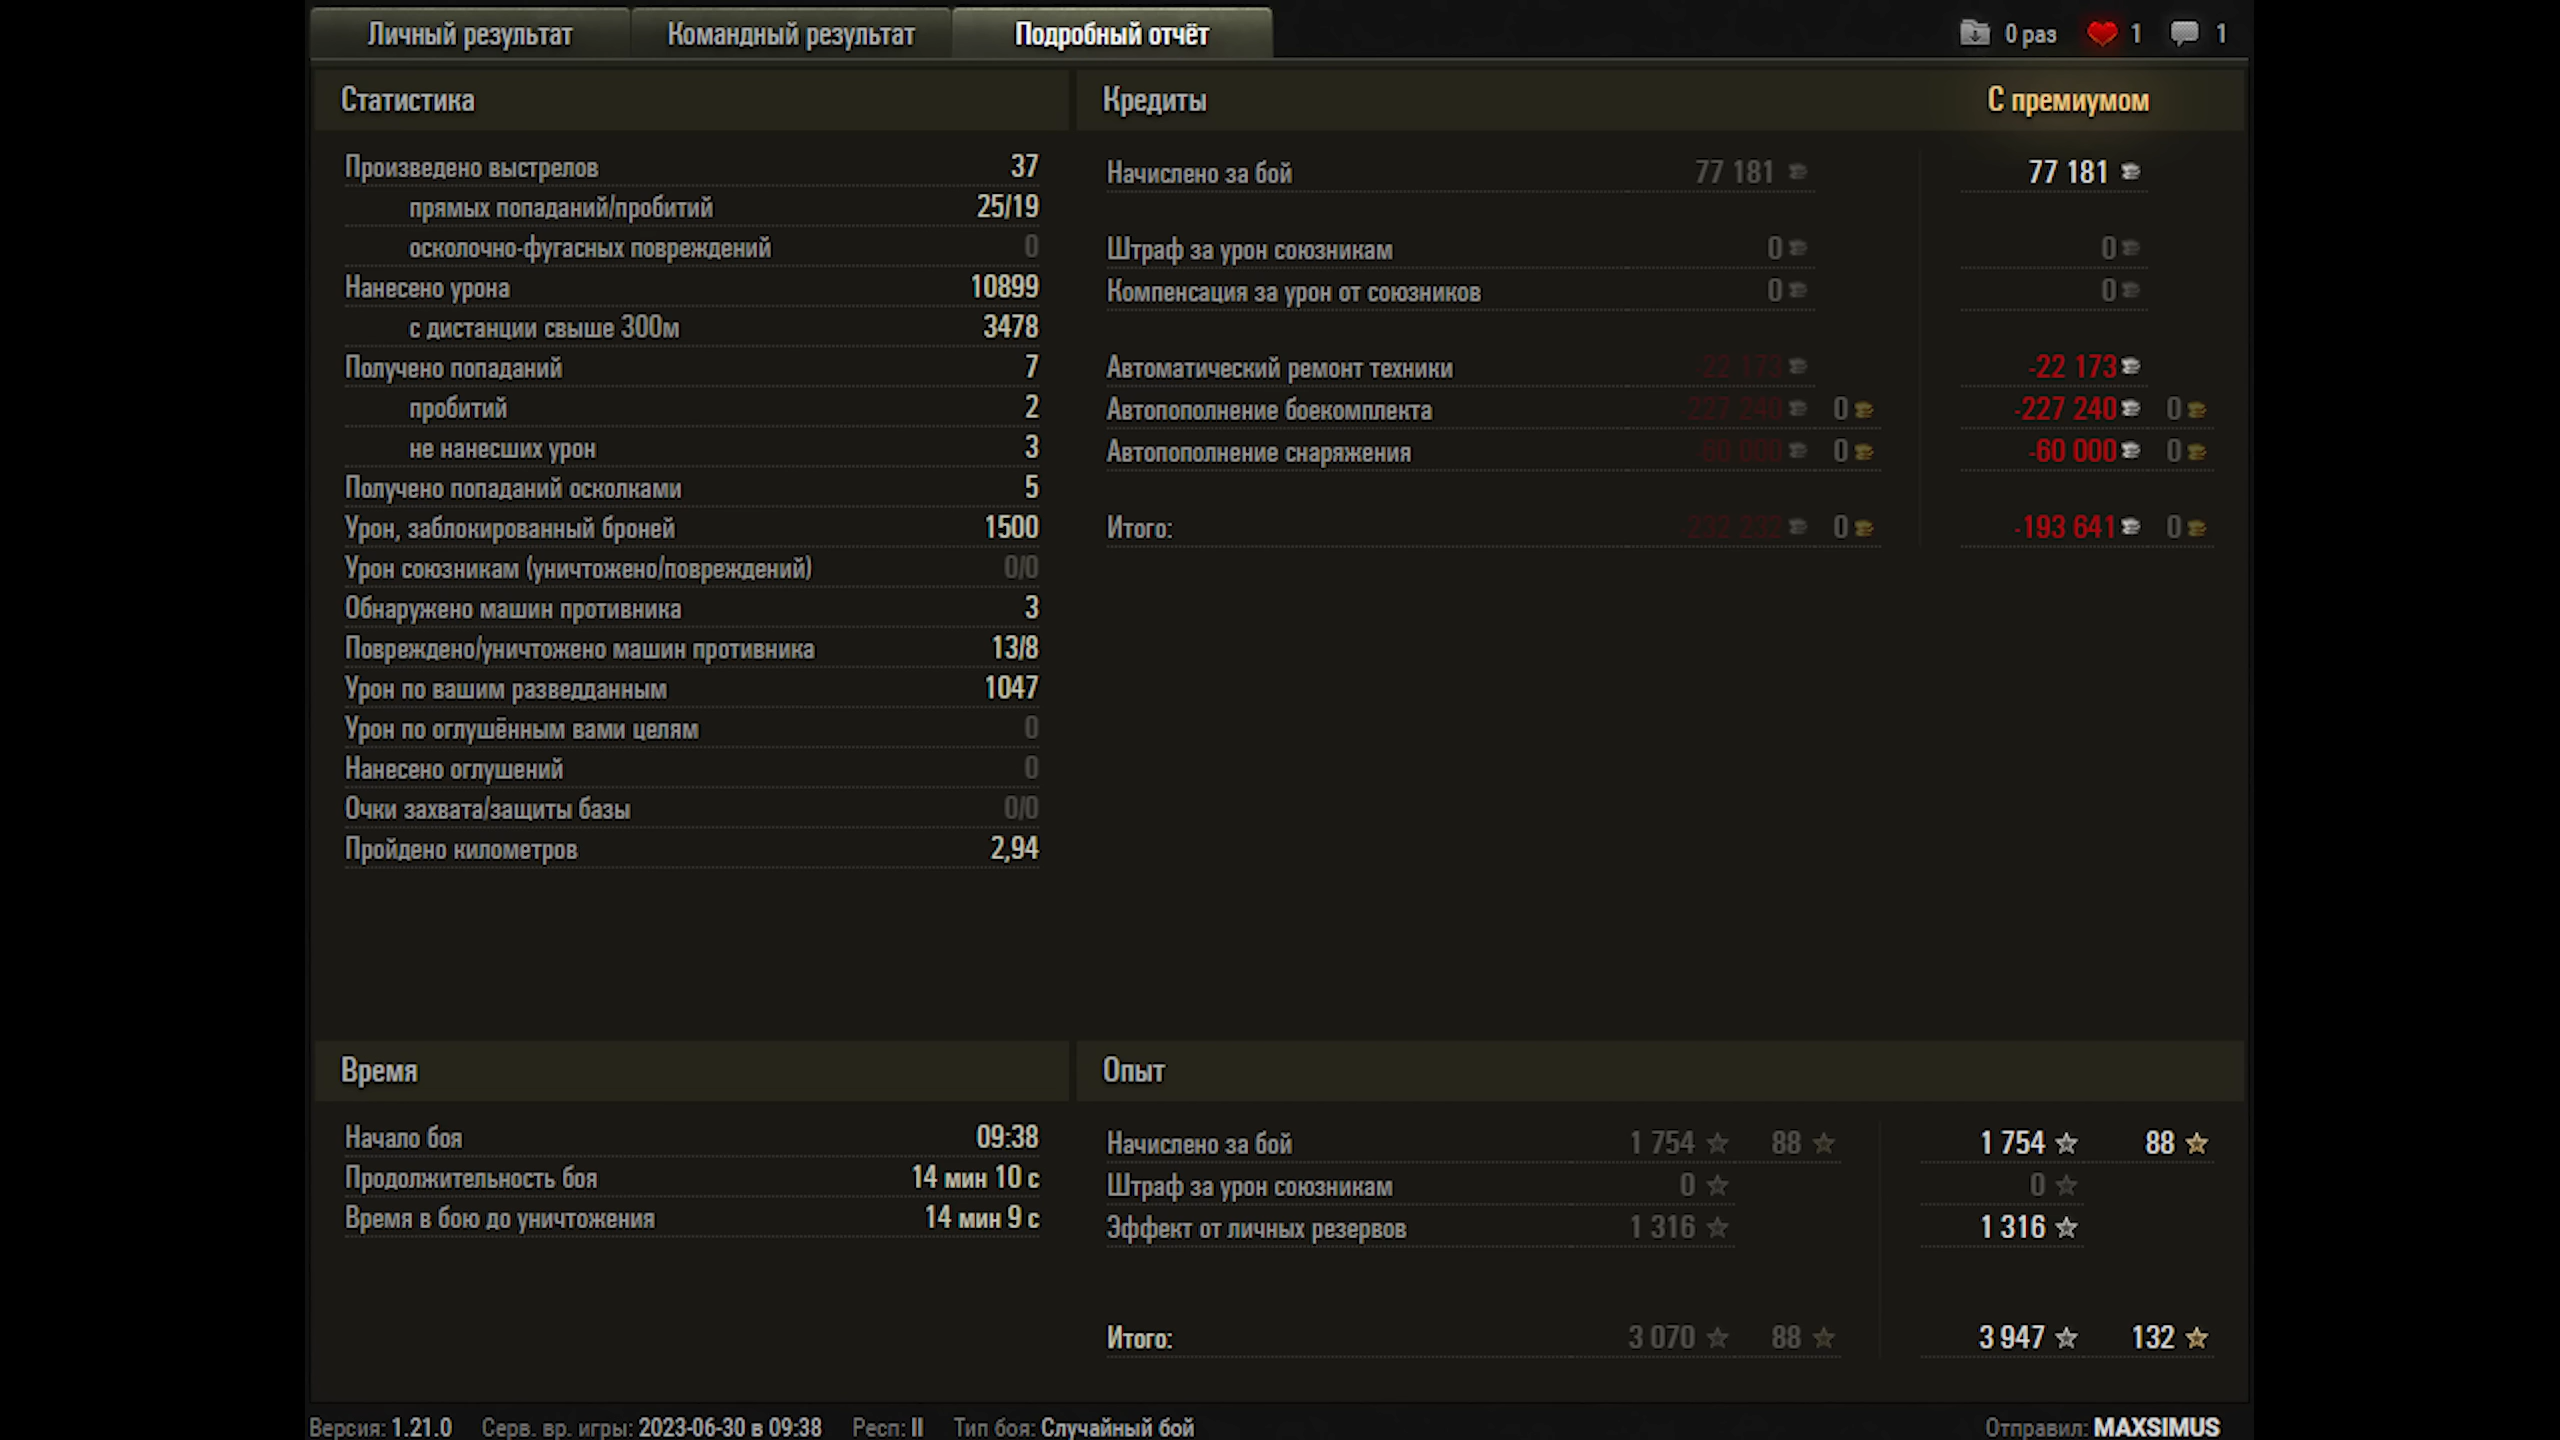 Личный результат Командный результат Подробный отчёт 0 раз 1 1
Статистика
Произведено выстрелов 37
прямых попаданий/пробитий 25/19
осколочно-фугасных повреждений 0
Нанесено урона 10899
с дистанции свыше 300м 3478
Получено попаданий 7
пробитий 2
не нанесших урон 3
Получено попаданий осколками 5
Урон, заблокированный броней 1500
Урон союзникам (уничтожено/повреждений) 0/0
Обнаружено машин противника 3
Повреждено/уничтожено машин противника 13/8
Урон по вашим разведданным 1047
Урон по оглушённым вами целям 0
Нанесено оглушений 0
Очки захвата/защиты базы 0/0
Пройдено километров 2,94
Кредиты С премиумом
Начислено за бой 77 181 77 181
Штраф за урон союзникам 0 0
Компенсация за урон от союзников 0 0
Автоматический ремонт техники -22 173 -22 173
Автопополнение боекомплекта -227 240 0 -227 240 0
Автопополнение снаряжения -60 000 0 -60 000 0
Итого: -232 232 0 -193 641 0
Время
Начало боя 09:38
Продолжительность боя 14 мин 10 с
Время в бою до уничтожения 14 мин 9 с
Опыт
Начислено за бой 1 754 88 1 754 88
Штраф за урон союзникам 0 0
Эффект от личных резервов 1 316 1 316
Итого: 3 070 88 3 947 132
Версия: 1.21.0 Серв. вр. игры: 2023-06-30 в 09:38 Респ: II Тип боя: Случайный бой Отправил: MAXSIMUS